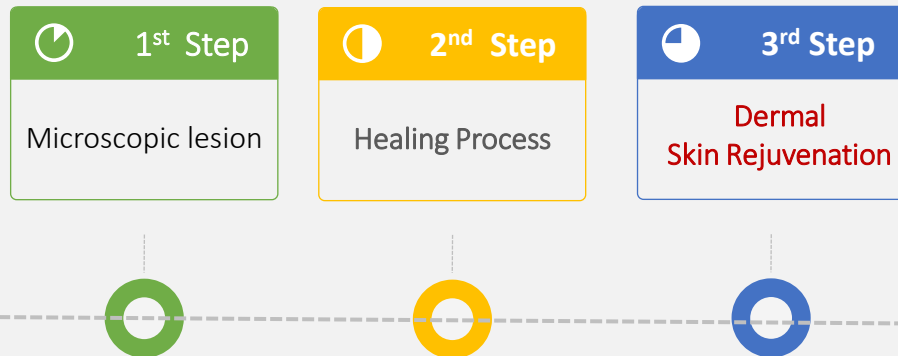 1st Step
Microscopic lesion
2nd Step
Healing Process
3rd Step
Dermal
Skin Rejuvenation